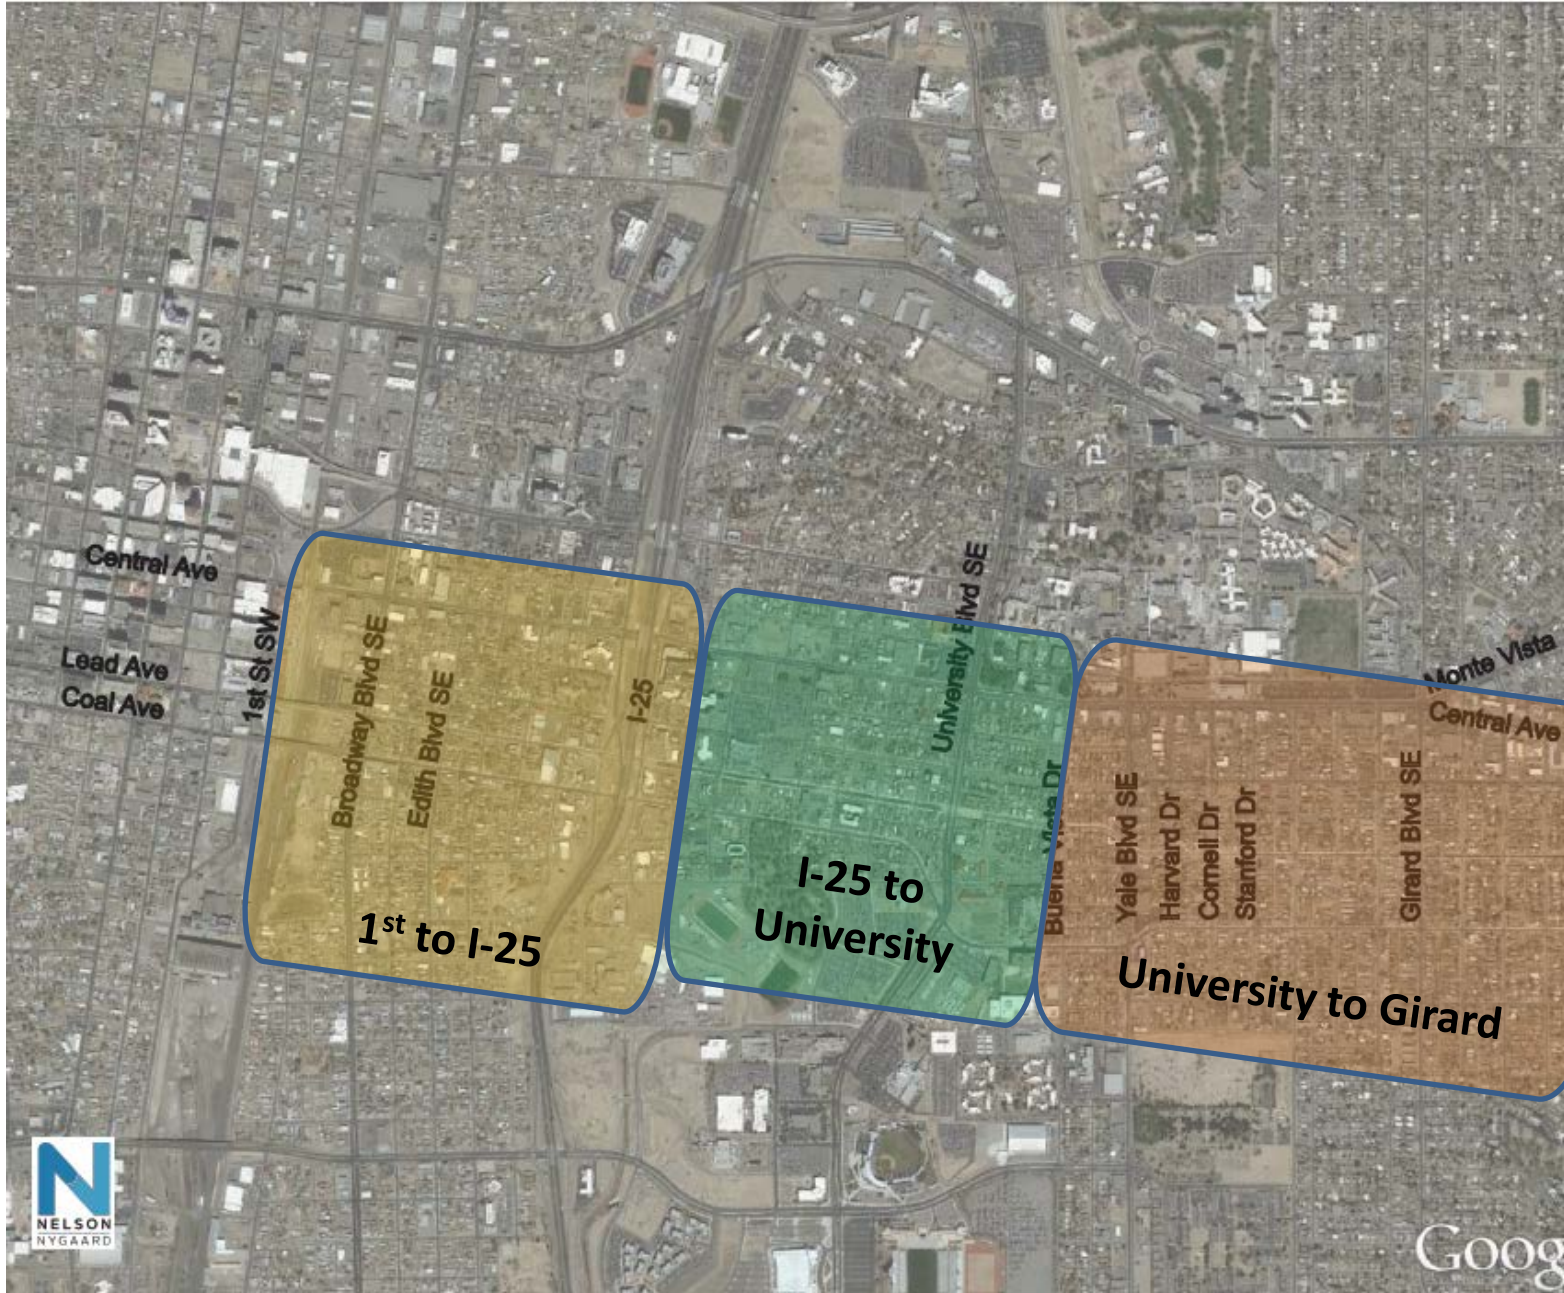 Central Ave
Lead Ave
Coal Ave
1st St SW
Broadway Blvd SE
Edith Blvd SE
I-25
University Blvd SE
Buena Vista Dr
Yale Blvd SE
Harvard Dr
Cornell Dr
Stanford Dr
Girard Blvd SE
Monte Vista
Central Ave
1st to I-25
I-25 to
University
University to Girard
N
NELSON
NYGAARD
Goog